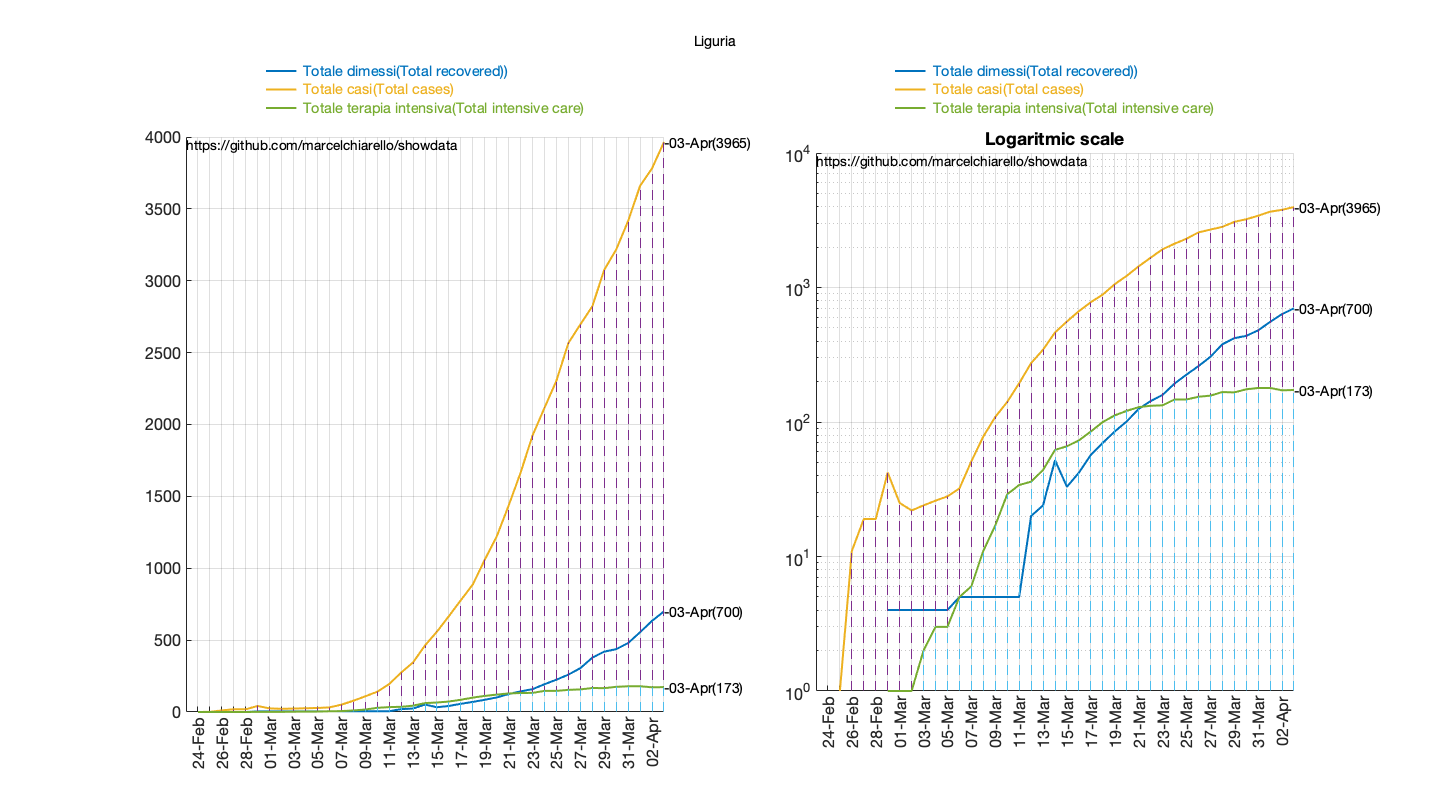 Liguria
Totale dimessi(Total recovered))
Totale casi(Total cases)
Totale terapia intensiva(Total intensive care)
4000
3500
3000
2500
2000
1500
1000
500
0
https://github.com/marcelchiarello/showdata
-03-Apr(3965)
-03-Apr(700)
-03-Apr(173)
24-Feb
26-Feb
28-Feb
01-Mar
03-Mar
05-Mar
07-Mar
09-Mar
11-Mar
13-Mar
15-Mar
17-Mar
19-Mar
21-Mar
23-Mar
25-Mar
27-Mar
29-Mar
31-Mar
02-Apr
Totale dimessi(Total recovered))
Totale casi(Total cases)
Totale terapia intensiva(Total intensive care)
Logaritmic scale
10^4
10^3
10^2
10^1
10^0
https://github.com/marcelchiarello/showdata
-03-Apr(3965)
-03-Apr(700)
-03-Apr(173)
24-Feb
26-Feb
28-Feb
01-Mar
03-Mar
05-Mar
07-Mar
09-Mar
11-Mar
13-Mar
15-Mar
17-Mar
19-Mar
21-Mar
23-Mar
25-Mar
27-Mar
29-Mar
31-Mar
02-Apr